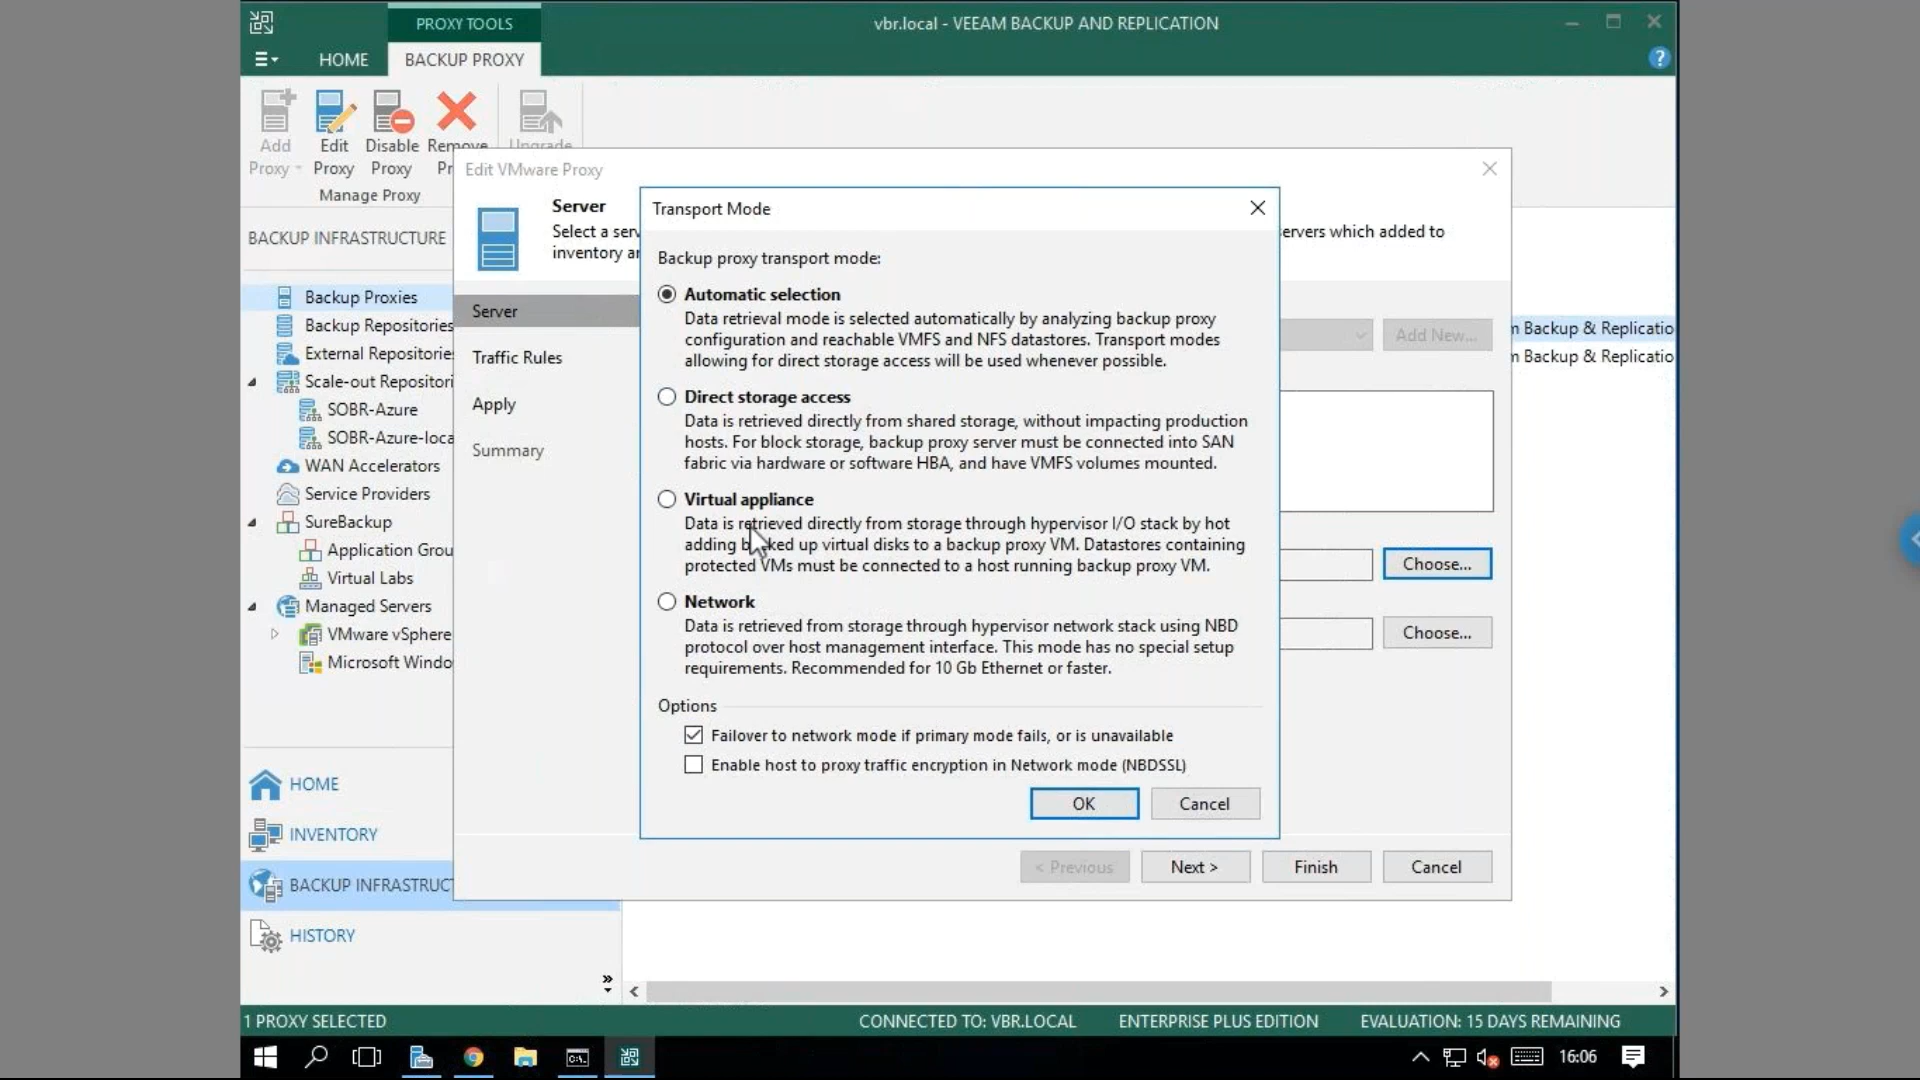 PROXY TOOLS
vbr.local - VEEAM BACKUP AND REPLICATION
HOME
BACKUP PROXY
Add
Proxy
Edit
Proxy
Disable
Proxy
Remove
Pr
Upgrade
Manage Proxy
BACKUP INFRASTRUCTURE
Backup Proxies
Backup Repositories
External Repositorie
Scale-out Repositori
SOBR-Azure
SOBR-Azure-loca
WAN Accelerators
Service Providers
SureBackup
Application Grou
Virtual Labs
Managed Servers
VMware vSphere
Microsoft Windo
HOME
INVENTORY
BACKUP INFRASTRUCT
HISTORY
Edit VMware Proxy
Server
Select a serv
ervers which added to
inventory an
Server
Traffic Rules
Apply
Summary
Add New...
Choose...
Choose...
n Backup & Replicatio
n Backup & Replicatio
Transport Mode
Backup proxy transport mode:
Automatic selection
Data retrieval mode is selected automatically by analyzing backup proxy
configuration and reachable VMFS and NFS datastores. Transport modes
allowing for direct storage access will be used whenever possible.
Direct storage access
Data is retrieved directly from shared storage, without impacting production
hosts. For block storage, backup proxy server must be connected into SAN
fabric via hardware or software HBA, and have VMFS volumes mounted.
Virtual appliance
Data is retrieved directly from storage through hypervisor I/O stack by hot
adding backed up virtual disks to a backup proxy VM. Datastores containing
protected VMs must be connected to a host running backup proxy VM.
Network
Data is retrieved from storage through hypervisor network stack using NBD
protocol over host management interface. This mode has no special setup
requirements. Recommended for 10 Gb Ethernet or faster.
Options
Failover to network mode if primary mode fails, or is unavailable
Enable host to proxy traffic encryption in Network mode (NBDSSL)
OK
Cancel
< Previous
Next >
Finish
Cancel
1 PROXY SELECTED
CONNECTED TO: VBR.LOCAL
ENTERPRISE PLUS EDITION
EVALUATION: 15 DAYS REMAINING
16:06